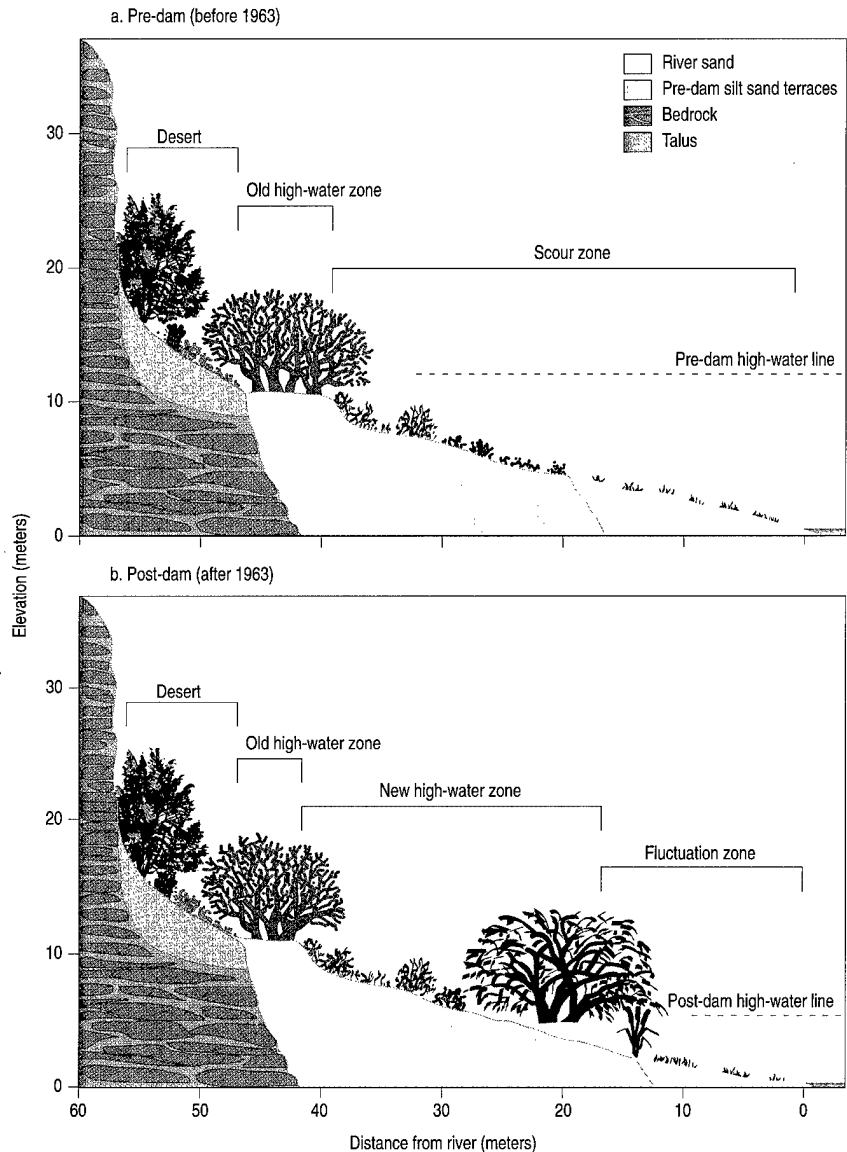 a. Pre-dam (before 1963)
River sand
Pre-dam silt sand terraces
Bedrock
Talus
30
Desert
Old high-water zone
20
Scour zone
Pre-dam high-water line
10
0
Elevation (meters)
b. Post-dam (after 1963)
30
Desert
Old high-water zone
New high-water zone
20
Fluctuation zone
10
Post-dam high-water line
0
60 50 40 30 20 10 0
Distance from river (meters)